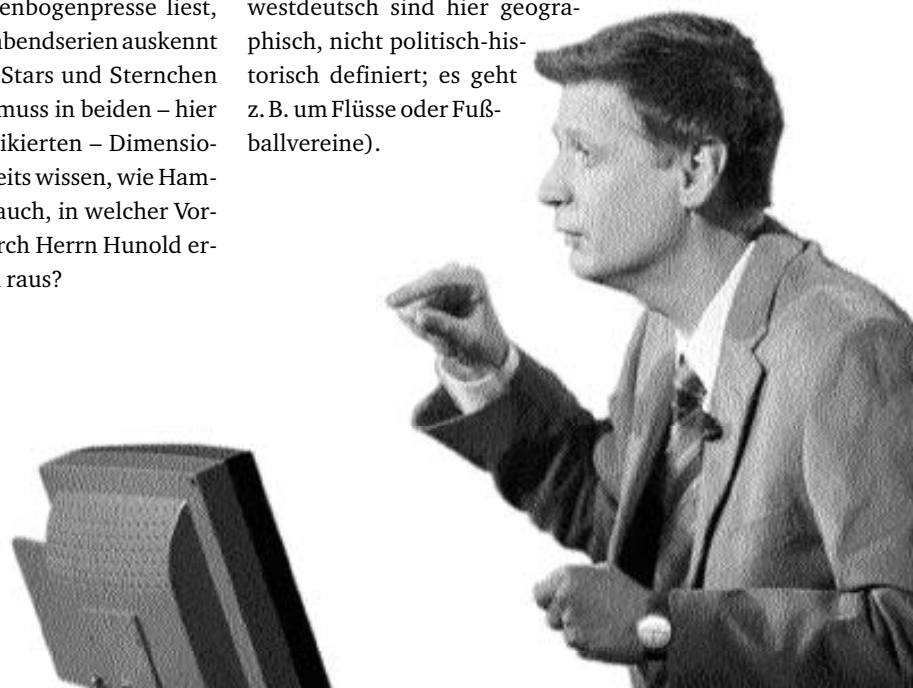 enbogenpresse liest,
bendserien auskennt
Stars und Sternchen
muss in beiden – hier
ikierten – Dimensio-
eits wissen, wie Ham-
auch, in welcher Vor-
rch Herrn Hunold er-
raus?
westdeutsch sind hier geogra-
phisch, nicht politisch-his-
torisch definiert; es geht
z. B. um Flüsse oder Fuß-
ballvereine).